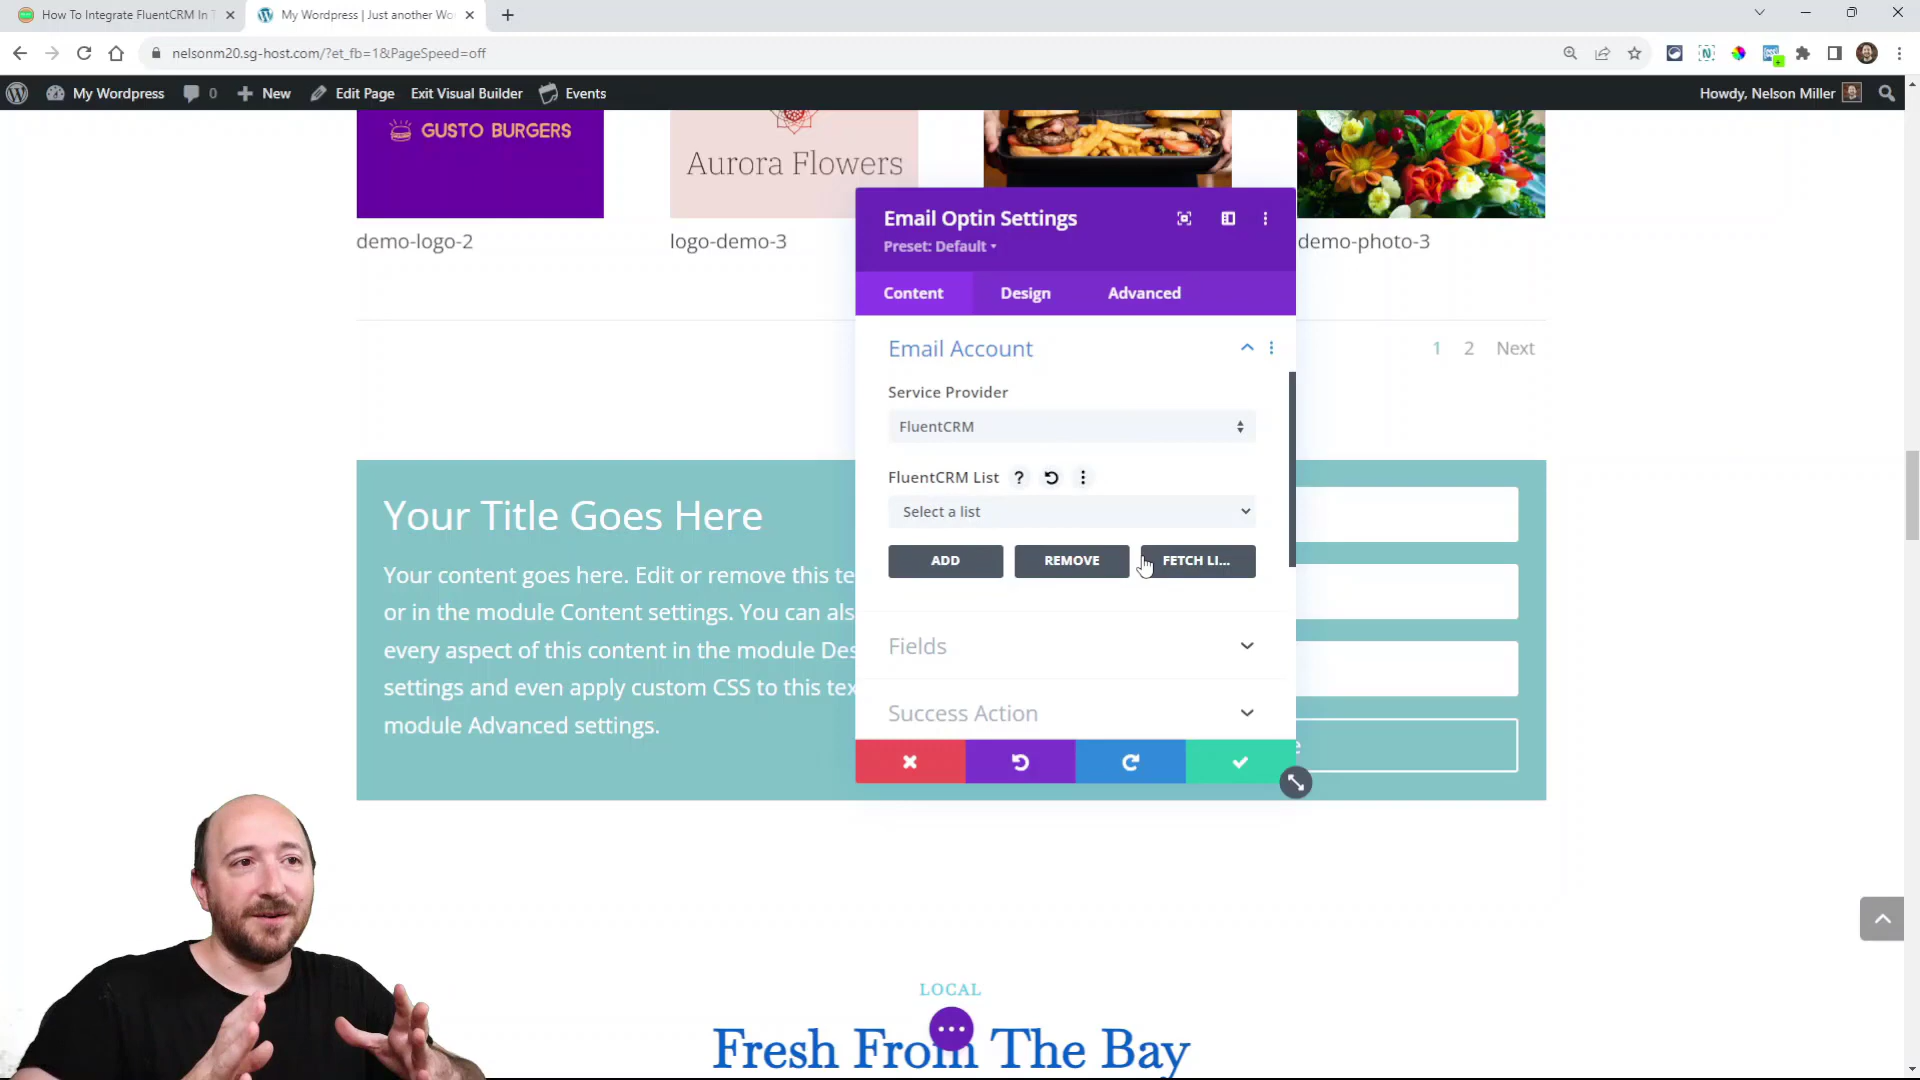 How To Integrate FluentCRM In T
My Wordpress | Just another Wo
nelsonm20.sg-host.com/?et_fb=1&PageSpeed=off
My Wordpress
0
New
Edit Page
Exit Visual Builder
Events
Howdy, Nelson Miller
GUSTO BURGERS
Aurora Flowers
demo-logo-2
logo-demo-3
demo-photo-3
Email Optin Settings
Preset: Default
Content
Design
Advanced
Email Account
1
2
Next
Service Provider
FluentCRM
FluentCRM List
?
Select a list
ADD
REMOVE
FETCH LI...
Fields
Success Action
Your Title Goes Here
Your content goes here. Edit or remove this te
or in the module Content settings. You can als
every aspect of this content in the module Des
settings and even apply custom CSS to this tex
module Advanced settings.
e
LOCAL
Fresh From The Bay